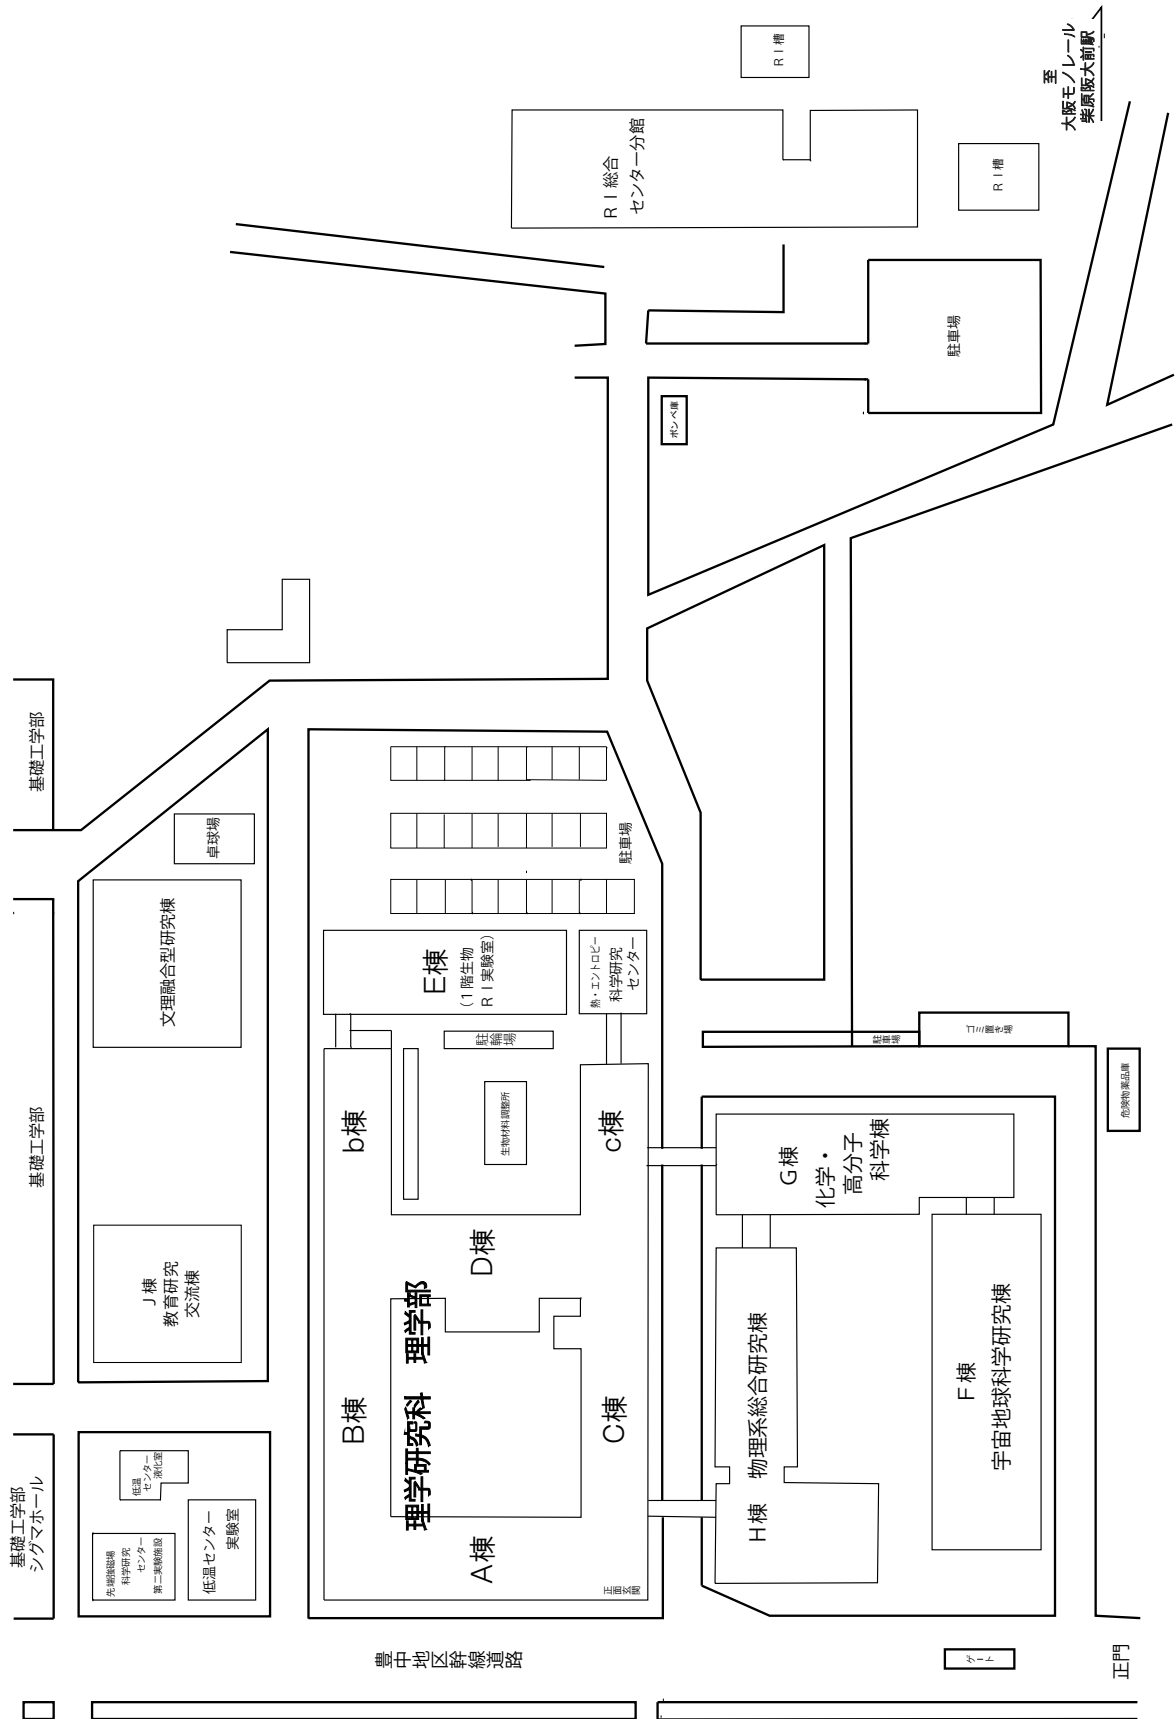 至
大阪モノレール
柴原阪大前駅
ＲＩ槽
ＲＩ総合
センター分館
ＲＩ槽
駐車場
ボンベ庫
基礎工学部
卓球場
文理融合型研究棟
駐車場
E棟
（1 階生物
ＲＩ実験室）
熱・エントロピー
科学研究
センター
駐輪場
生物材料調整所
b棟
c棟
D棟
基礎工学部
J 棟
教育研究
交流棟
理学研究科　理学部
B棟
C棟
A棟
正面
玄関
駐車場
ゴミ置き場
危険物薬品庫
G棟
化学・
高分子
科学棟
H棟　物理系総合研究棟
F棟
宇宙地球科学研究棟
基礎工学部
シグマホール
低温
センター
液化室
先端強磁場
科学研究
センター
第二実験施設
低温センター
実験室
豊中地区幹線道路
ゲート
正門